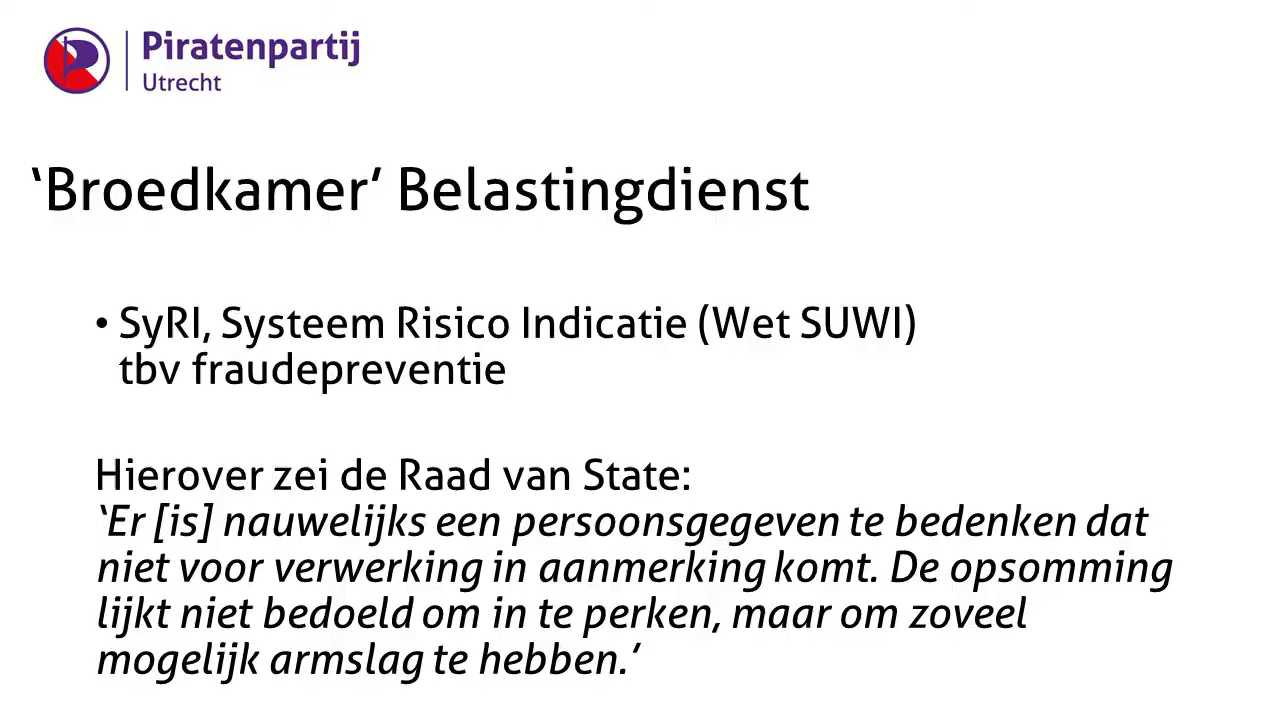 Piratenpartij
Utrecht
‘Broedkamer’ Belastingdienst
• SyRI, Systeem Risico Indicatie (Wet SUWI)
tbv fraudepreventie
Hierover zei de Raad van State:
‘Er [is] nauwelijks een persoonsgegeven te bedenken dat
niet voor verwerking in aanmerking komt. De opsomming
lijkt niet bedoeld om in te perken, maar om zoveel
mogelijk armslag te hebben.’